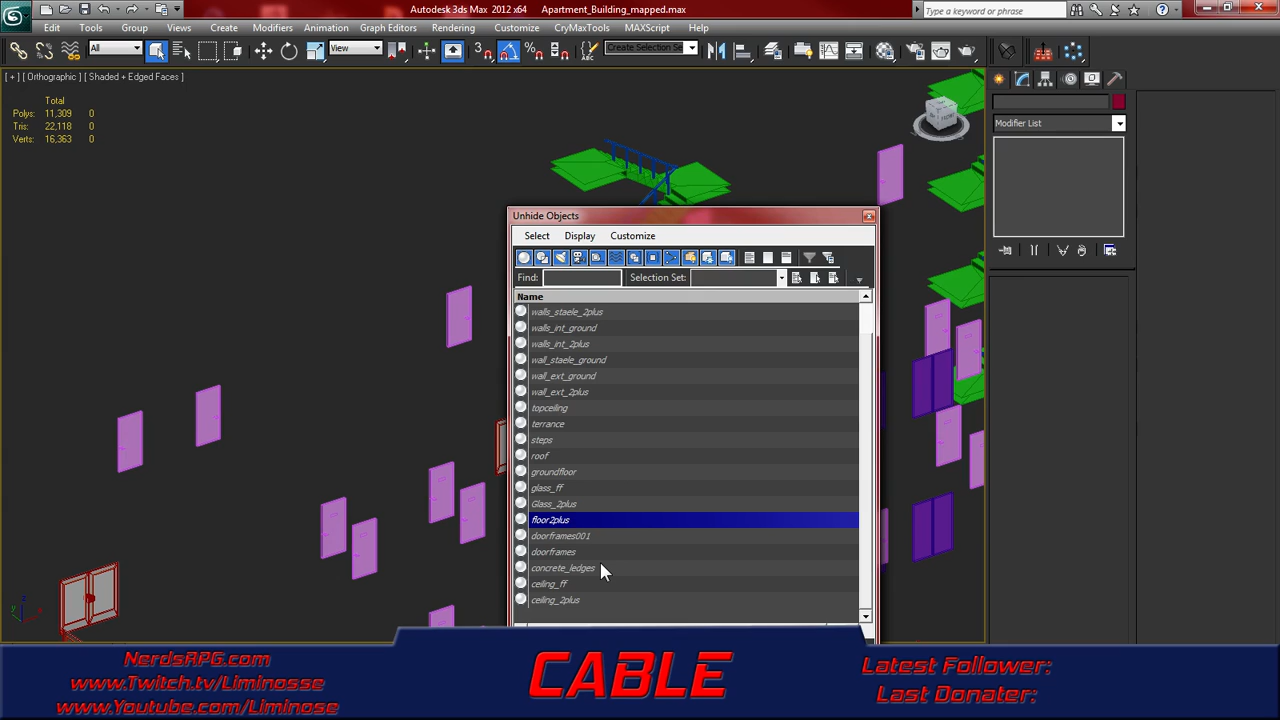 Autodesk 3ds Max 2012 x64 Apartment_Building_mapped.max
Type a keyword or phrase
Edit Tools Group Views Create Modifiers Animation Graph Editors Rendering Customize CryMaxTools MAXScript Help
All View Create Selection Se
[ + ] [ Orthographic ] [ Shaded + Edged Faces ]
Total
Polys: 11,309 0
Tris: 22,118 0
Verts: 16,363 0
Modifier List
Unhide Objects
Select Display Customize
Find: Selection Set:
Name
walls_staele_2plus
walls_int_ground
walls_int_2plus
wall_staele_ground
wall_ext_ground
wall_ext_2plus
topceiling
terrance
steps
roof
groundfloor
glass_ff
Glass_2plus
floor2plus
doorframes001
doorframes
concrete_ledges
ceiling_ff
ceiling_2plus
NerdsRPG.com
www.Twitch.tv/Liminosse
www.Youtube.com/Liminose
CABLE
Latest Follower:
Last Donater: